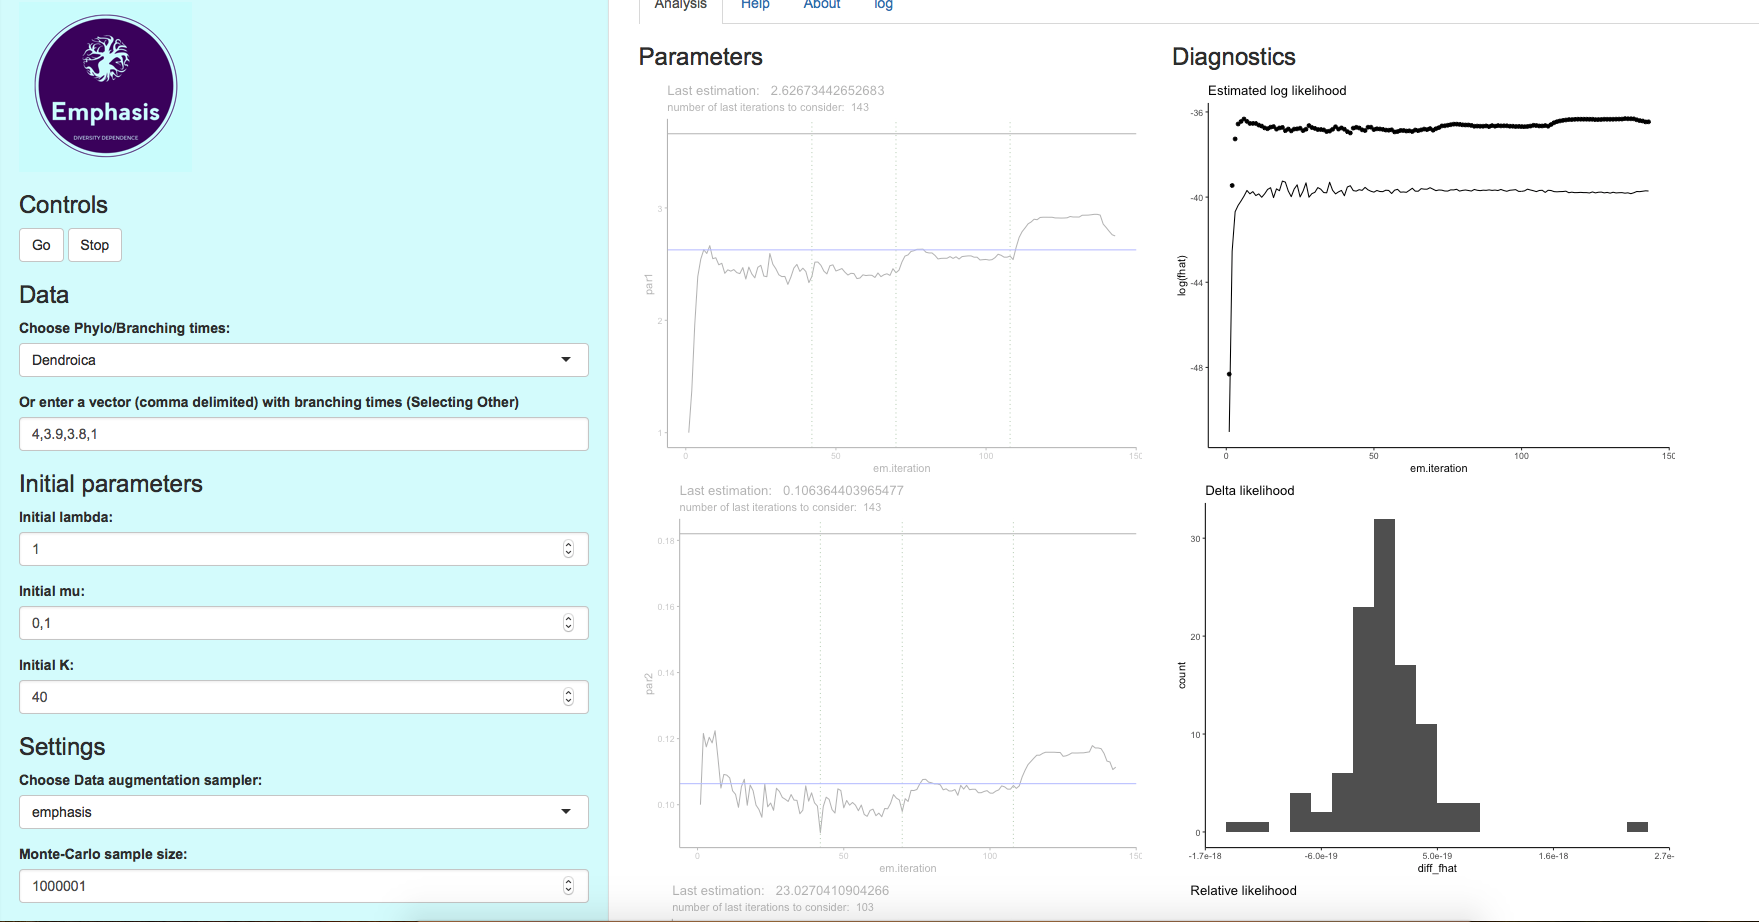 Emphasis
DIVERSITY DEPENDENCE
Controls
Go Stop
Data
Choose Phylo/Branching times:
Dendroica
Or enter a vector (comma delimited) with branching times (Selecting Other)
4,3.9,3.8,1
Initial parameters
Initial lambda:
1
Initial mu:
0,1
Initial K:
40
Settings
Choose Data augmentation sampler:
emphasis
Monte-Carlo sample size:
1000001
Analysis Help About log
Parameters
Last estimation: 2.62673442652683
number of last iterations to consider: 143
3
2
1
par1
0 50 100 150
em.iteration
Last estimation: 0.106364403965477
number of last iterations to consider: 143
0.18
0.16
0.14
0.12
0.10
par2
0 50 100 150
em.iteration
Last estimation: 23.0270410904266
number of last iterations to consider: 103
Diagnostics
Estimated log likelihood
-36
-40
-44
-48
log(fhat)
0 50 100 150
em.iteration
Delta likelihood
30
20
10
0
count
-1.7e-18 -6.0e-19 5.0e-19 1.6e-18 2.7e-
diff_fhat
Relative likelihood